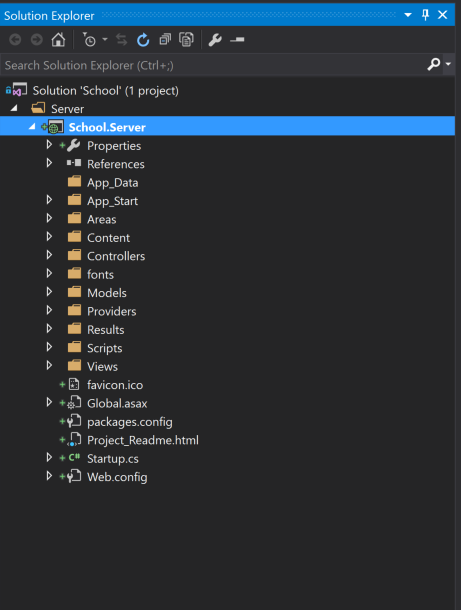 Solution Explorer
Search Solution Explorer (Ctrl+;)
Solution 'School' (1 project)
Server
School.Server
Properties
References
App_Data
App_Start
Areas
Content
Controllers
fonts
Models
Providers
Results
Scripts
Views
favicon.ico
Global.asax
packages.config
Project_Readme.html
C# Startup.cs
Web.config